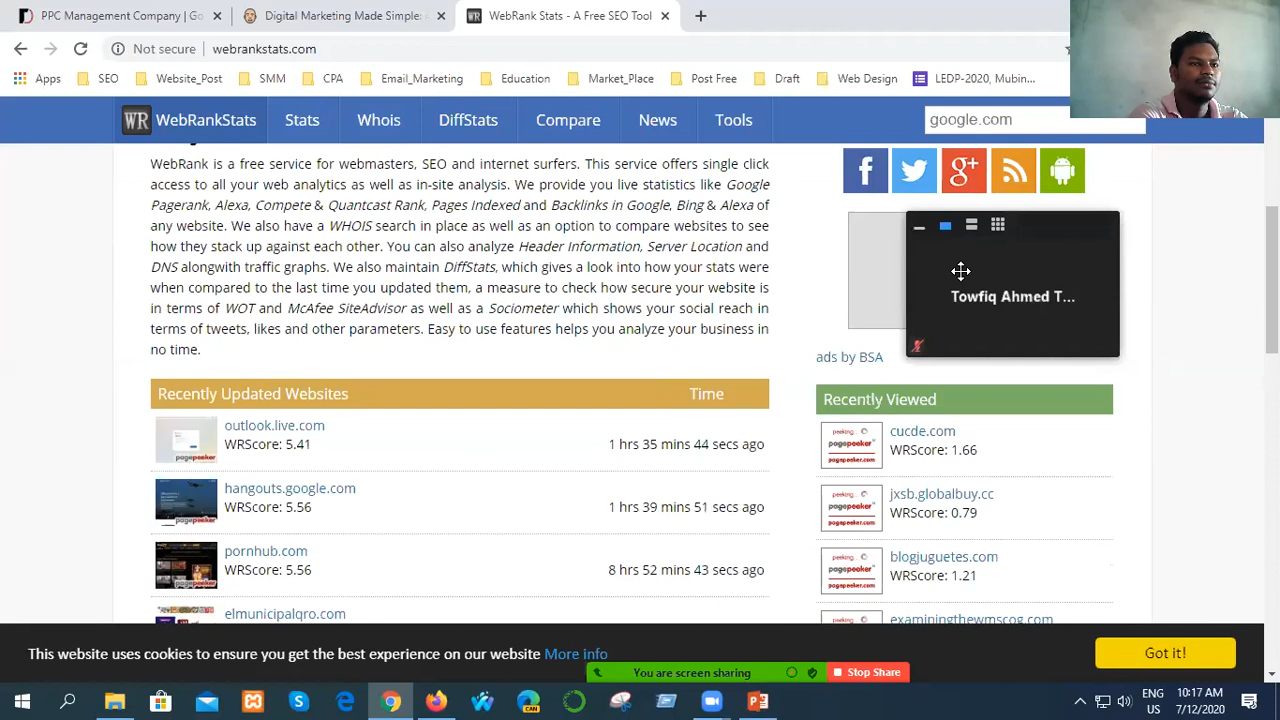 PPC Management Company | Go
Digital Marketing Made Simple: A
WebRank Stats - A Free SEO Tool
Not secure
webrankstats.com
Apps
SEO
Website_Post
SMM
CPA
Email_Marketing
Education
Market_Place
Post Free
Draft
Web Design
LEDP-2020, Mubin...
WR WebRankStats
Stats
Whois
DiffStats
Compare
News
Tools
google.com
WebRank is a free service for webmasters, SEO and internet surfers. This service offers single click
access to all your web analytics as well as in-site analysis. We provide you live statistics like Google
Pagerank, Alexa, Compete & Quantcast Rank, Pages Indexed and Backlinks in Google, Bing & Alexa of
any website. We also have a WHOIS search in place as well as an option to compare websites to see
how they stack up against each other. You can also analyze Header Information, Server Location and
DNS alongwith traffic graphs. We also maintain DiffStats, which gives a look into how your stats were
when compared to the last time you updated them, a measure to check how secure your website is
in terms of WOT and McAfee SiteAdvisor as well as a Sociometer which shows your social reach in
terms of tweets, likes and other parameters. Easy to use features helps you analyze your business in
no time.
Towfiq Ahmed T...
ads by BSA
Recently Updated Websites
Time
outlook.live.com
WRScore: 5.41
1 hrs 35 mins 44 secs ago
hangouts.google.com
WRScore: 5.56
1 hrs 39 mins 51 secs ago
pornhub.com
WRScore: 5.56
8 hrs 52 mins 43 secs ago
elmunicipalqro.com
Recently Viewed
cucde.com
WRScore: 1.66
jxsb.globalbuy.cc
WRScore: 0.79
blogjuguetes.com
WRScore: 1.21
examiningthewmscog.com
This website uses cookies to ensure you get the best experience on our website More info
Got it!
You are screen sharing
Stop Share
ENG
US
10:17 AM
7/12/2020